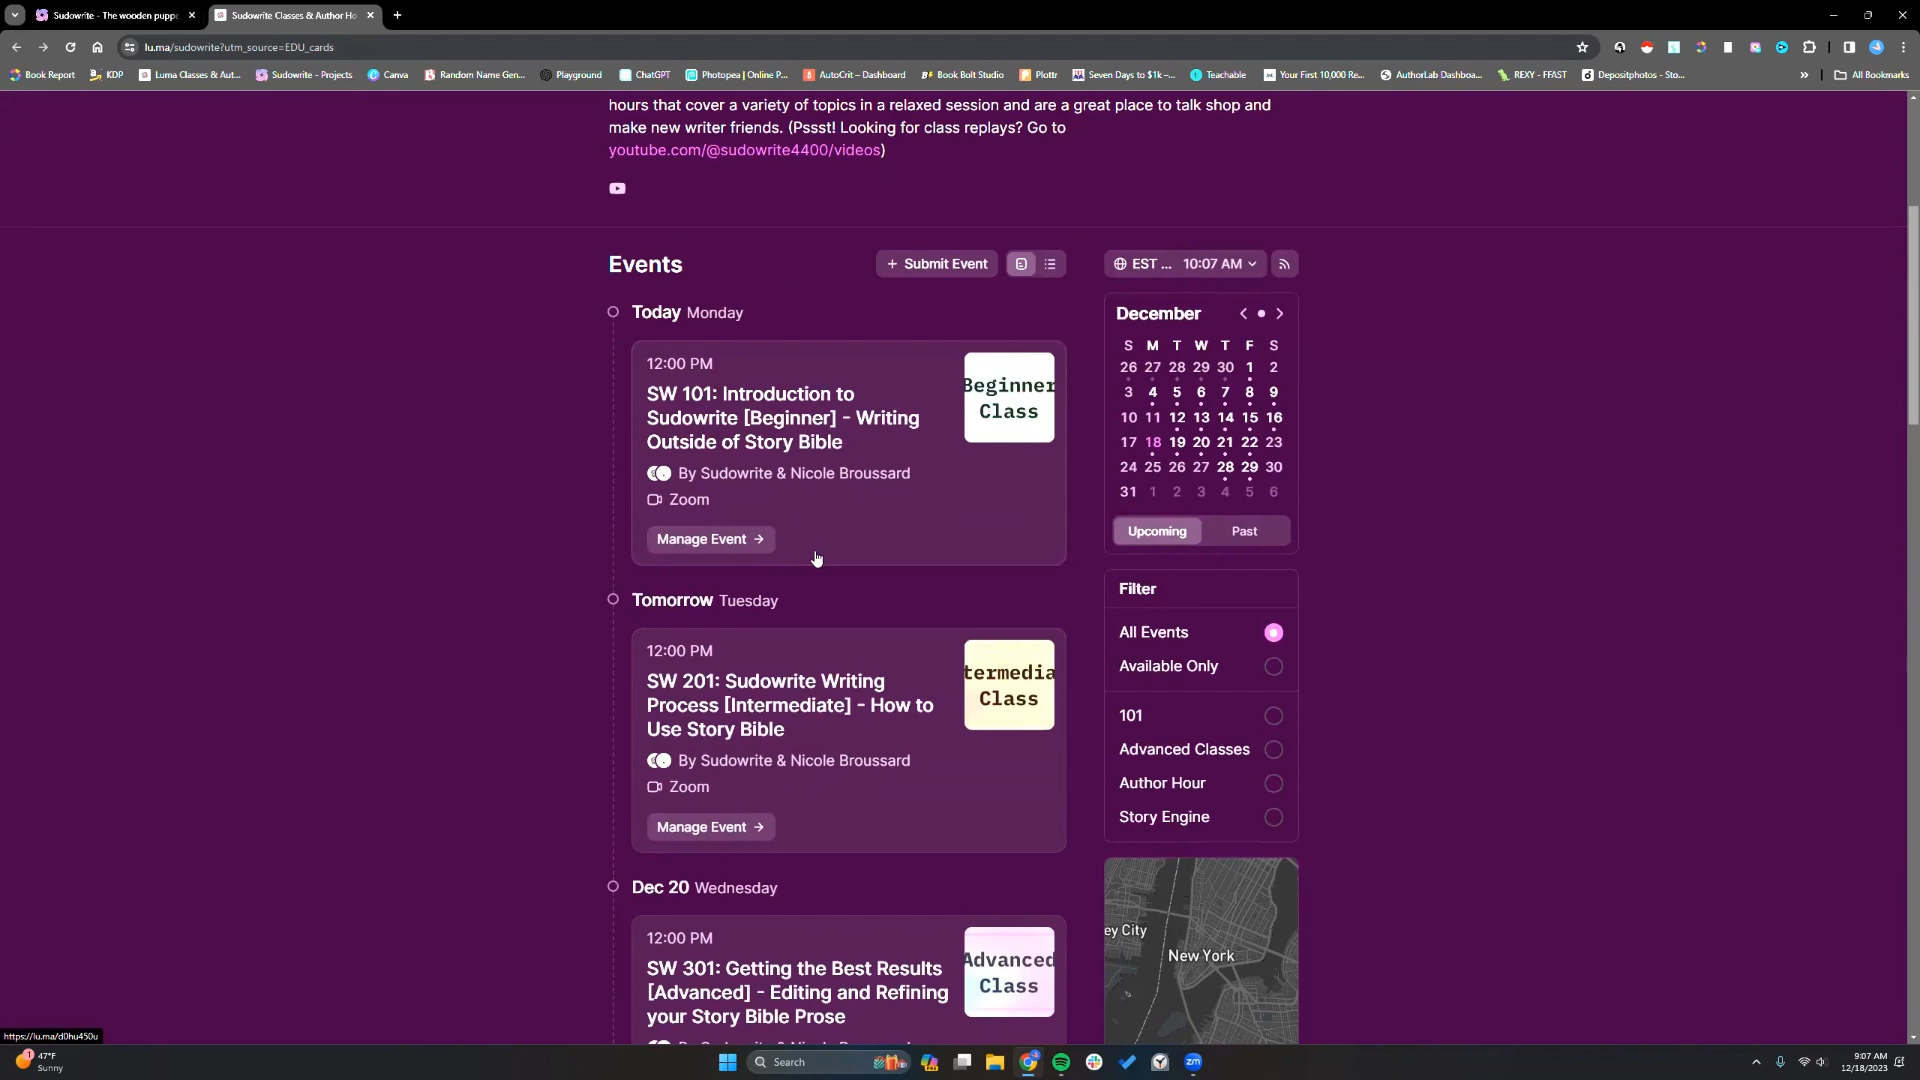 Sudowrite - The wooden puppe
Sudowrite Classes & Author Ho
lu.ma/sudowrite?utm_source=EDU_cards
Book Report
KDP
Luma Classes & Aut...
Sudowrite - Projects
Canva
Random Name Gen...
Playground
ChatGPT
Photopea | Online P...
AutoCrit – Dashboard
Book Bolt Studio
Plottr
Seven Days to $1k –...
Teachable
Your First 10,000 Re...
AuthorLab Dashboa...
REXY - FFAST
Depositphotos - Sto...
All Bookmarks
hours that cover a variety of topics in a relaxed session and are a great place to talk shop and
make new writer friends. (Pssst! Looking for class replays? Go to
youtube.com/@sudowrite4400/videos)
Events
+ Submit Event
EST ... 10:07 AM
Today Monday
12:00 PM
SW 101: Introduction to
Sudowrite [Beginner] - Writing
Outside of Story Bible
By Sudowrite & Nicole Broussard
Zoom
Manage Event →
Beginner
Class
Tomorrow Tuesday
12:00 PM
SW 201: Sudowrite Writing
Process [Intermediate] - How to
Use Story Bible
By Sudowrite & Nicole Broussard
Zoom
Manage Event →
termedia
Class
Dec 20 Wednesday
12:00 PM
SW 301: Getting the Best Results
[Advanced] - Editing and Refining
your Story Bible Prose
Advanced
Class
December
S M T W T F S
26 27 28 29 30 1 2
3 4 5 6 7 8 9
10 11 12 13 14 15 16
17 18 19 20 21 22 23
24 25 26 27 28 29 30
31 1 2 3 4 5 6
Upcoming
Past
Filter
All Events
Available Only
101
Advanced Classes
Author Hour
Story Engine
ey City
New York
https://lu.ma/d0hu450u
1
47°F
Sunny
Search
9:07 AM
12/18/2023